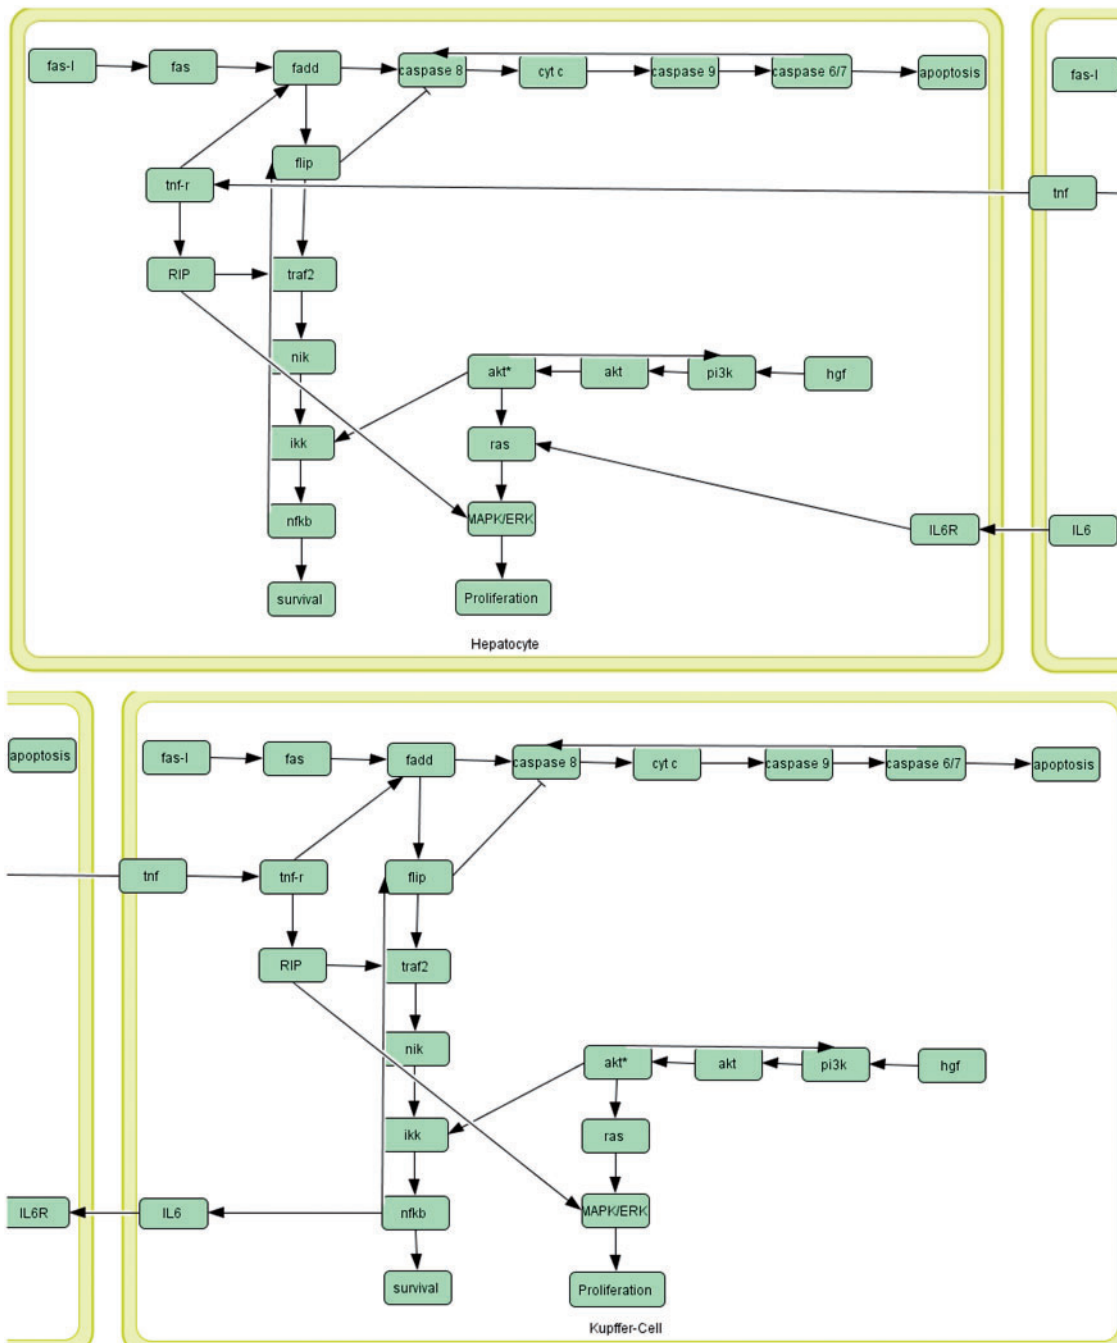 fas-l fas fadd caspase 8 cyt c caspase 9 caspase 6/7 apoptosis fas-l
flip
tnf-r tnf
RIP traf2
nik
akt* akt pi3k hgf
ikk ras
nfkb MAPK/ERK IL6R IL6
survival Proliferation
Hepatocyte
apoptosis fas-l fas fadd caspase 8 cyt c caspase 9 caspase 6/7 apoptosis
tnf tnf-r flip
RIP traf2
nik
akt* akt pi3k hgf
ikk ras
IL6R IL6 nfkb MAPK/ERK
survival Proliferation
Kupffer-Cell